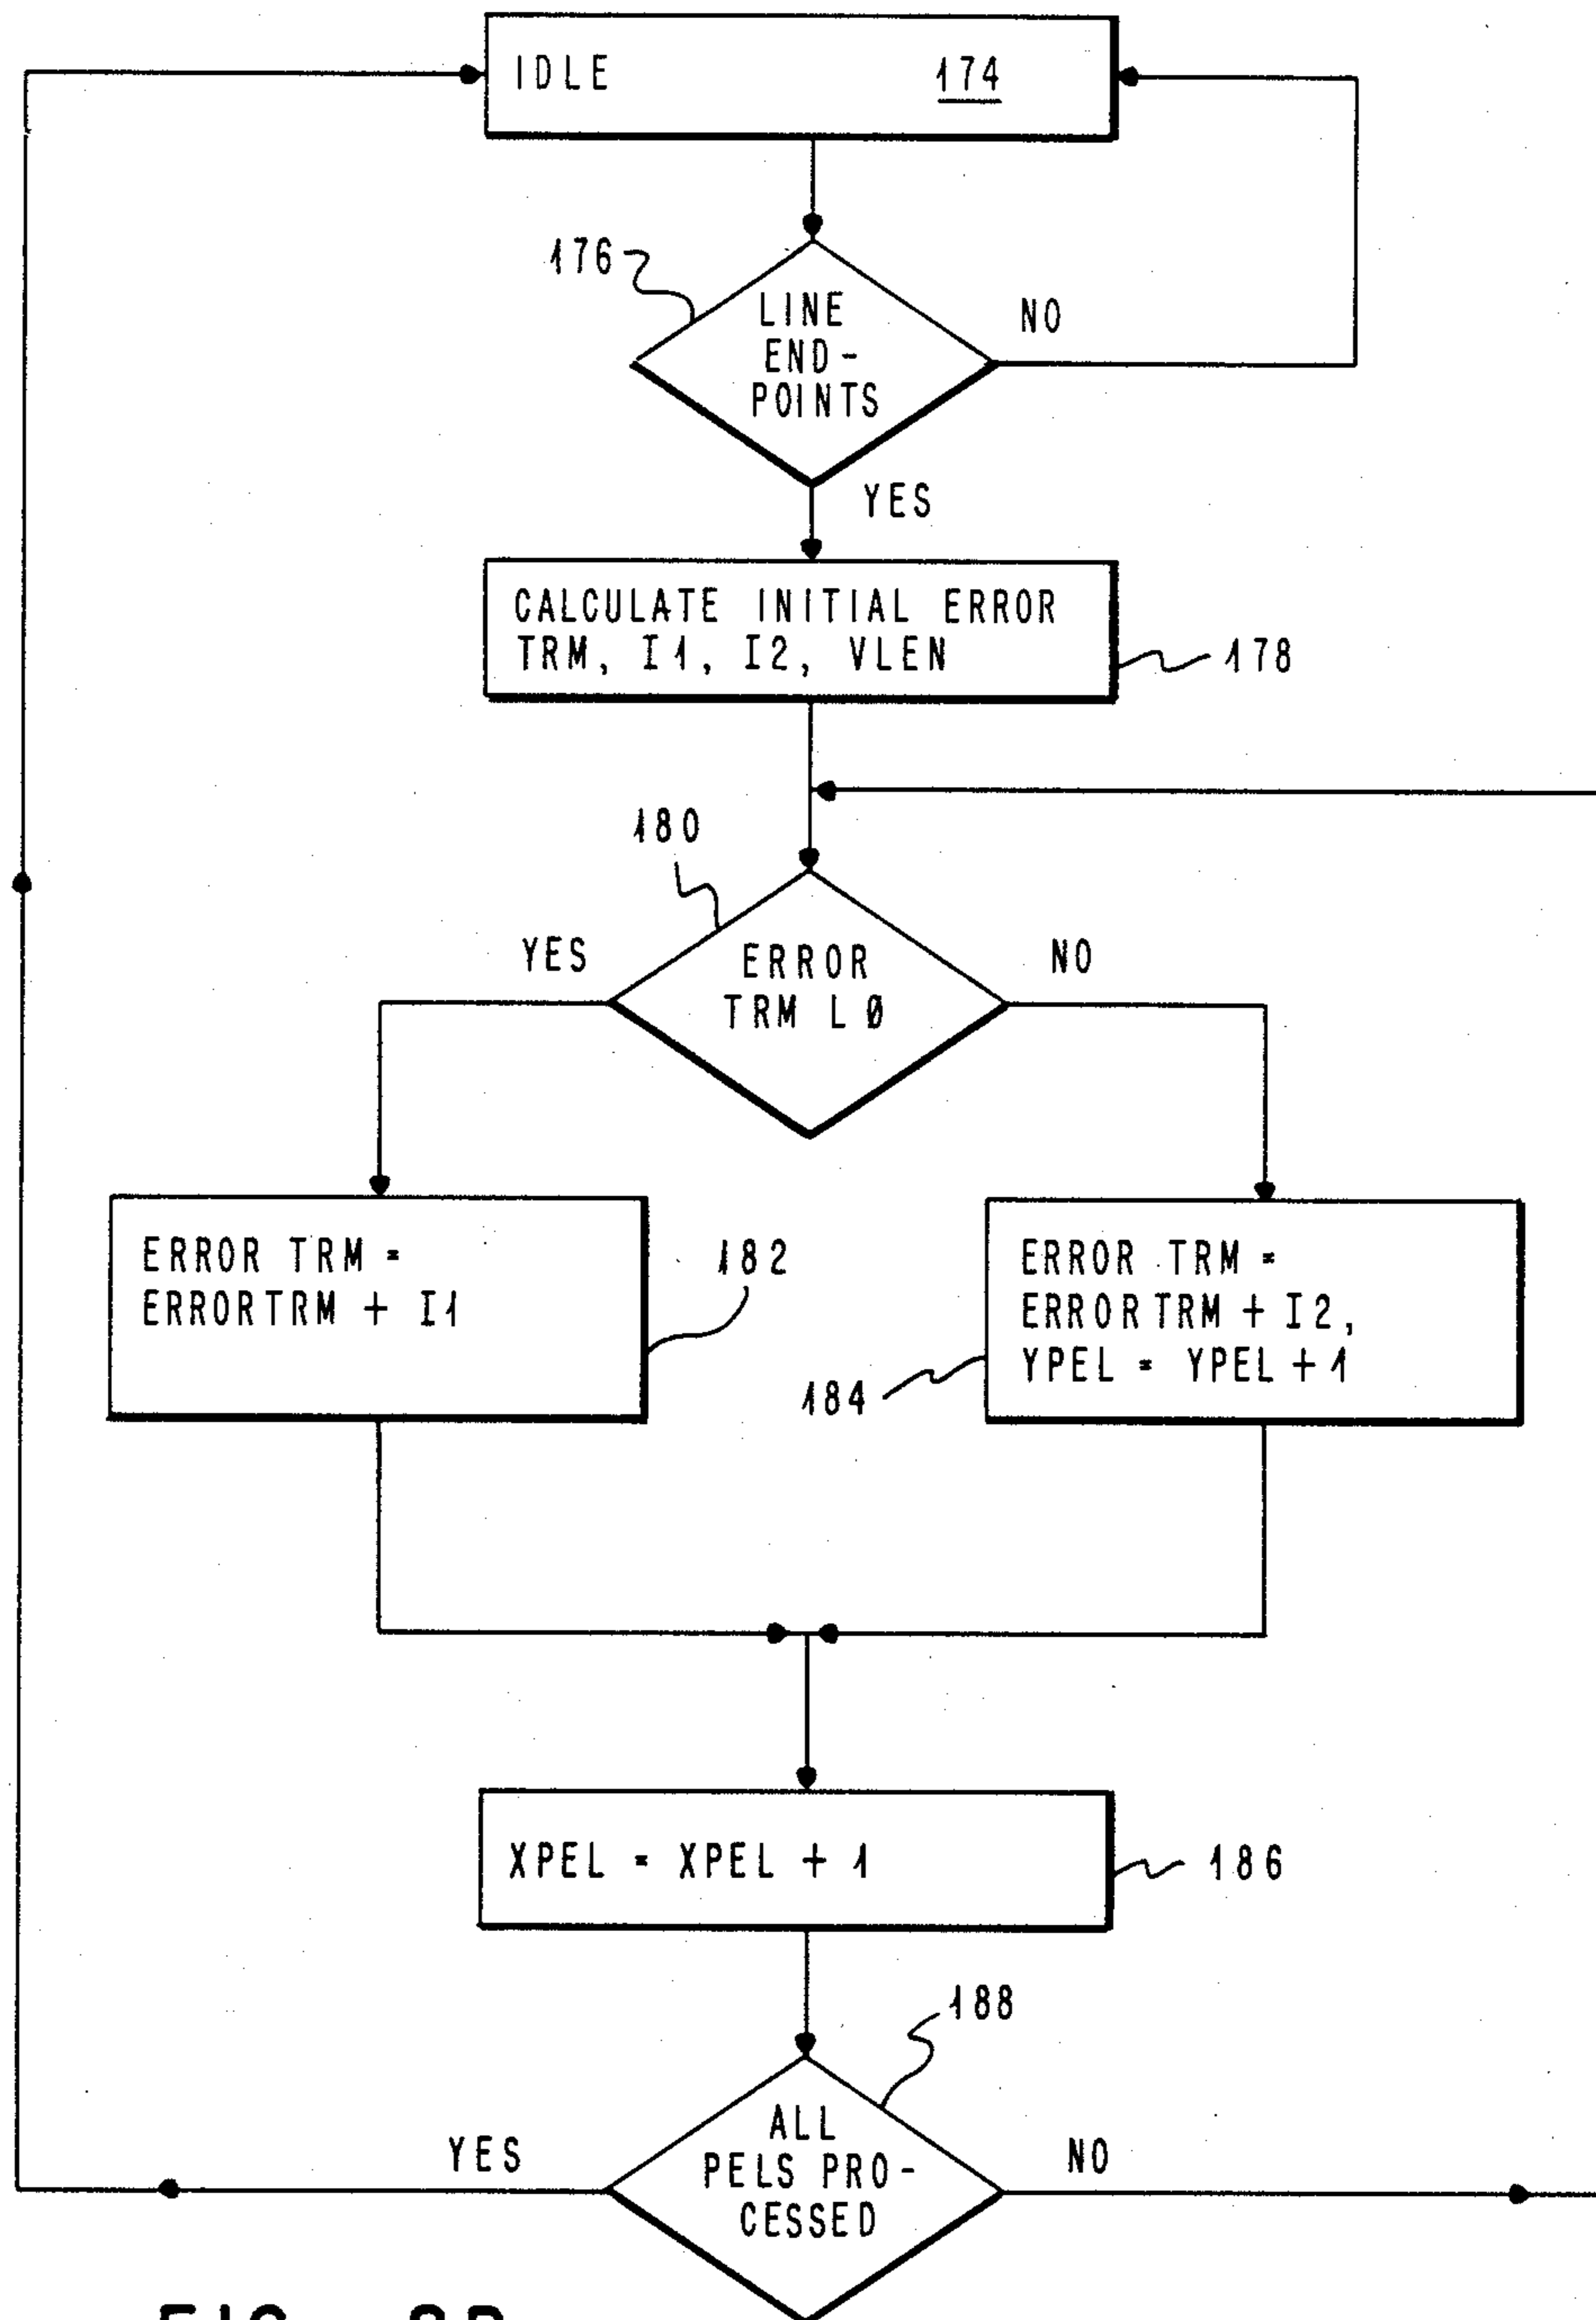 IDLE 174
176
LINE
END-
POINTS
NO
YES
CALCULATE INITIAL ERROR
TRM, I1, I2, VLEN
178
180
YES
ERROR
TRM L Ø
NO
ERROR TRM =
ERRORTRM + I1
182
ERROR TRM =
ERRORTRM + I2,
YPEL = YPEL + 1
184
XPEL = XPEL + 1
186
188
YES
ALL
PELS PRO-
CESSED
NO